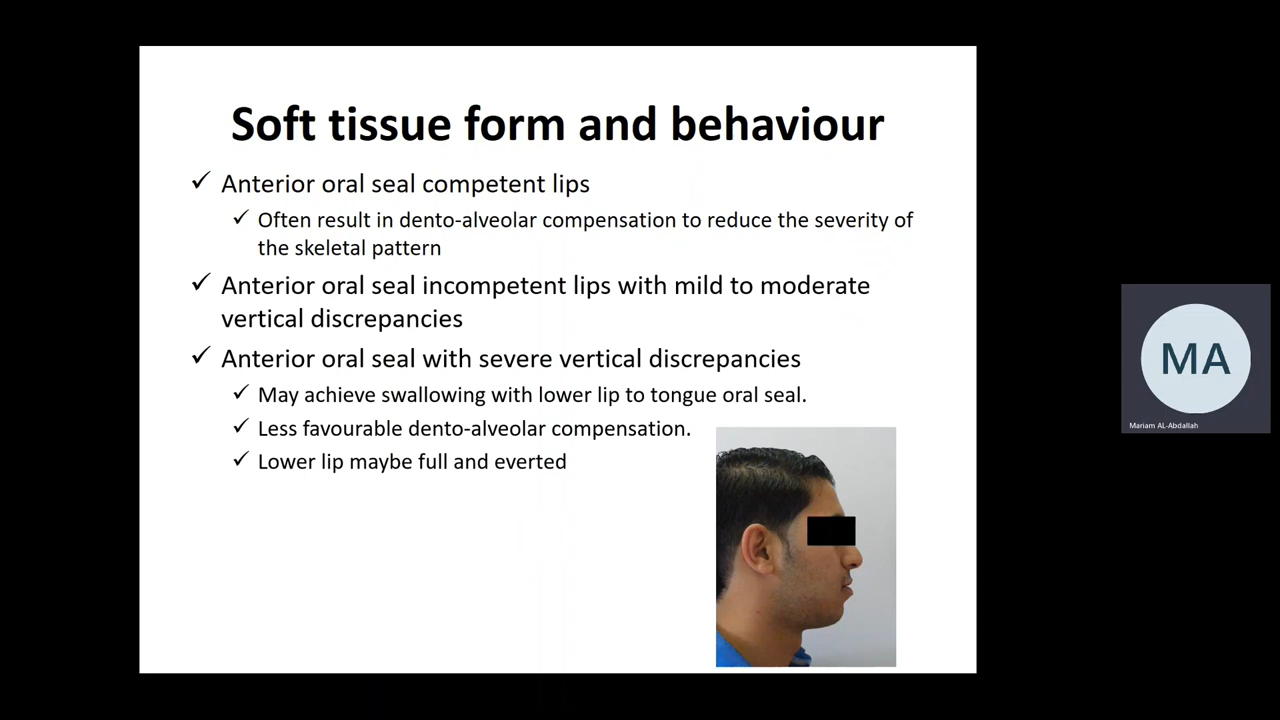 Soft tissue form and behaviour
✓ Anterior oral seal competent lips
✓ Often result in dento-alveolar compensation to reduce the severity of
the skeletal pattern
✓ Anterior oral seal incompetent lips with mild to moderate
vertical discrepancies
✓ Anterior oral seal with severe vertical discrepancies
✓ May achieve swallowing with lower lip to tongue oral seal.
✓ Less favourable dento-alveolar compensation.
✓ Lower lip maybe full and everted
MA
Mariam AL-Abdallah